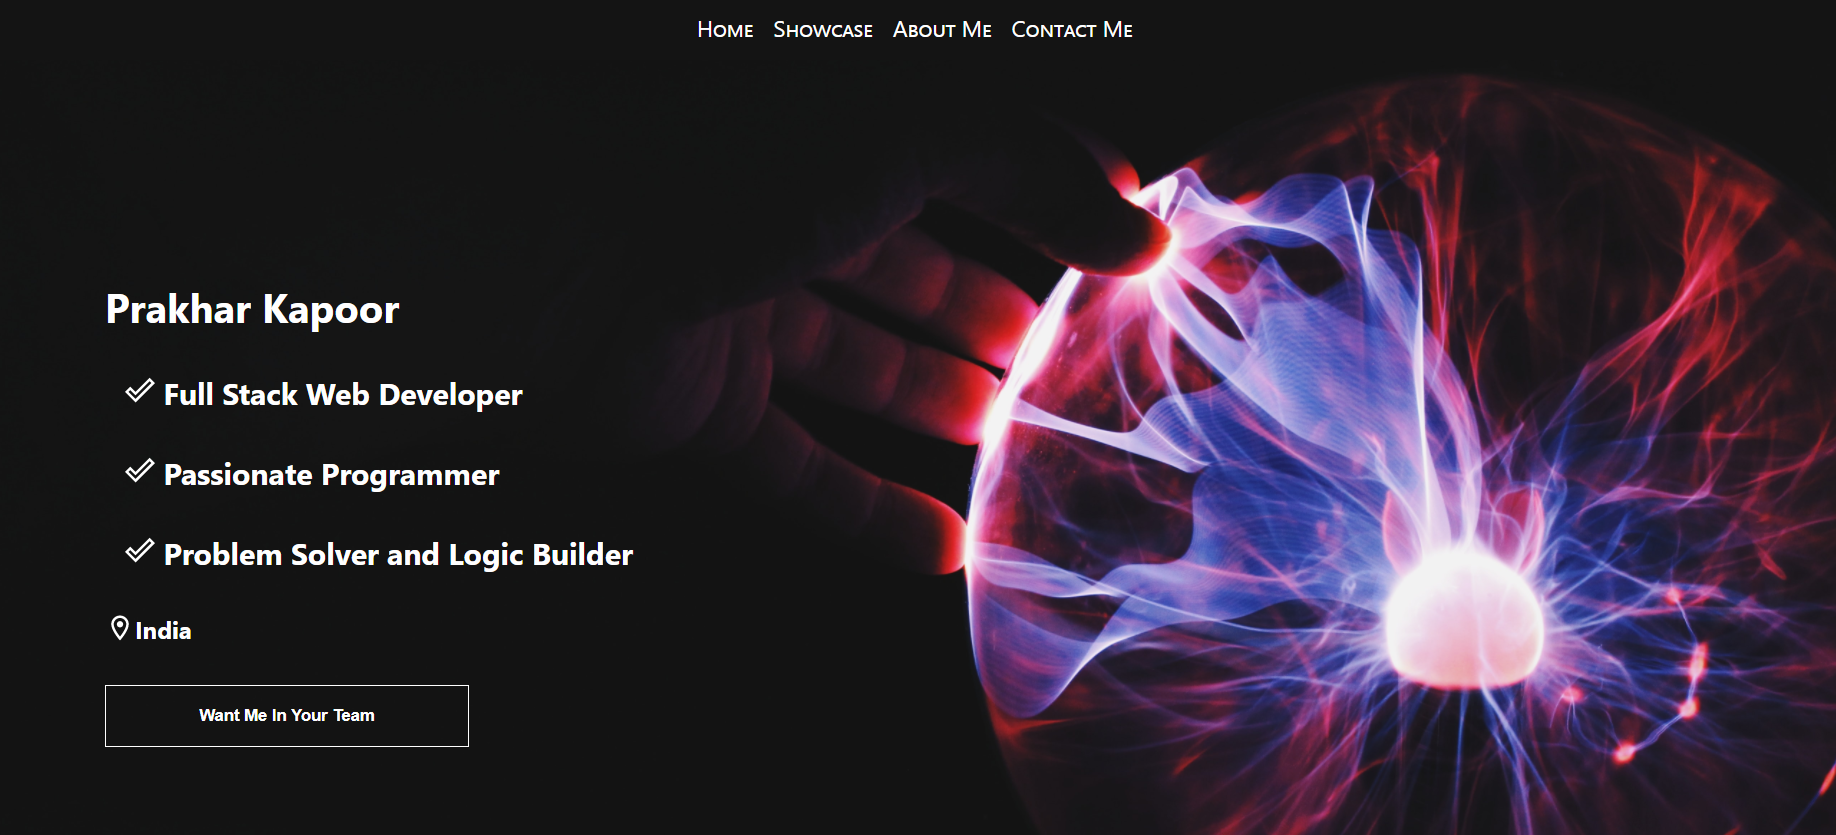 Home Showcase About Me Contact Me
Prakhar Kapoor
Full Stack Web Developer
Passionate Programmer
Problem Solver and Logic Builder
India
Want Me In Your Team